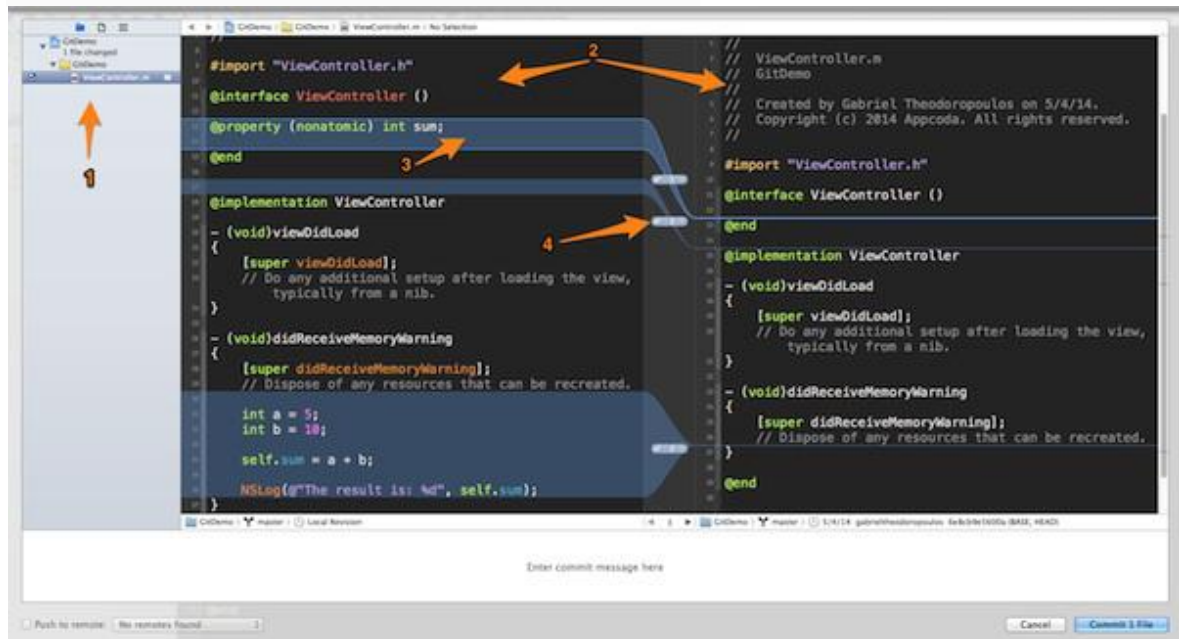 GitDemo
1 file changed
GitDemo
ViewController.m
1
GitDemo › GitDemo › ViewController.m › No Selection
//
#import "ViewController.h"
@interface ViewController ()
@property (nonatomic) int sum;
@end
@implementation ViewController
- (void)viewDidLoad
{
[super viewDidLoad];
// Do any additional setup after loading the view,
typically from a nib.
}
- (void)didReceiveMemoryWarning
{
[super didReceiveMemoryWarning];
// Dispose of any resources that can be recreated.
int a = 5;
int b = 10;
self.sum = a + b;
NSLog(@"The result is: %d", self.sum);
}
2
3
4
//
// ViewController.m
// GitDemo
//
// Created by Gabriel Theodoropoulos on 5/4/14.
// Copyright (c) 2014 Appcoda. All rights reserved.
//
#import "ViewController.h"
@interface ViewController ()
@end
@implementation ViewController
- (void)viewDidLoad
{
[super viewDidLoad];
// Do any additional setup after loading the view,
typically from a nib.
}
- (void)didReceiveMemoryWarning
{
[super didReceiveMemoryWarning];
// Dispose of any resources that can be recreated.
}
@end
GitDemo › master › Local Revision
GitDemo › master › 5/4/14 gabrieltheodoropoulos (BASE, HEAD)
Enter commit message here
Push to remote: No remotes found
Cancel
Commit 1 File